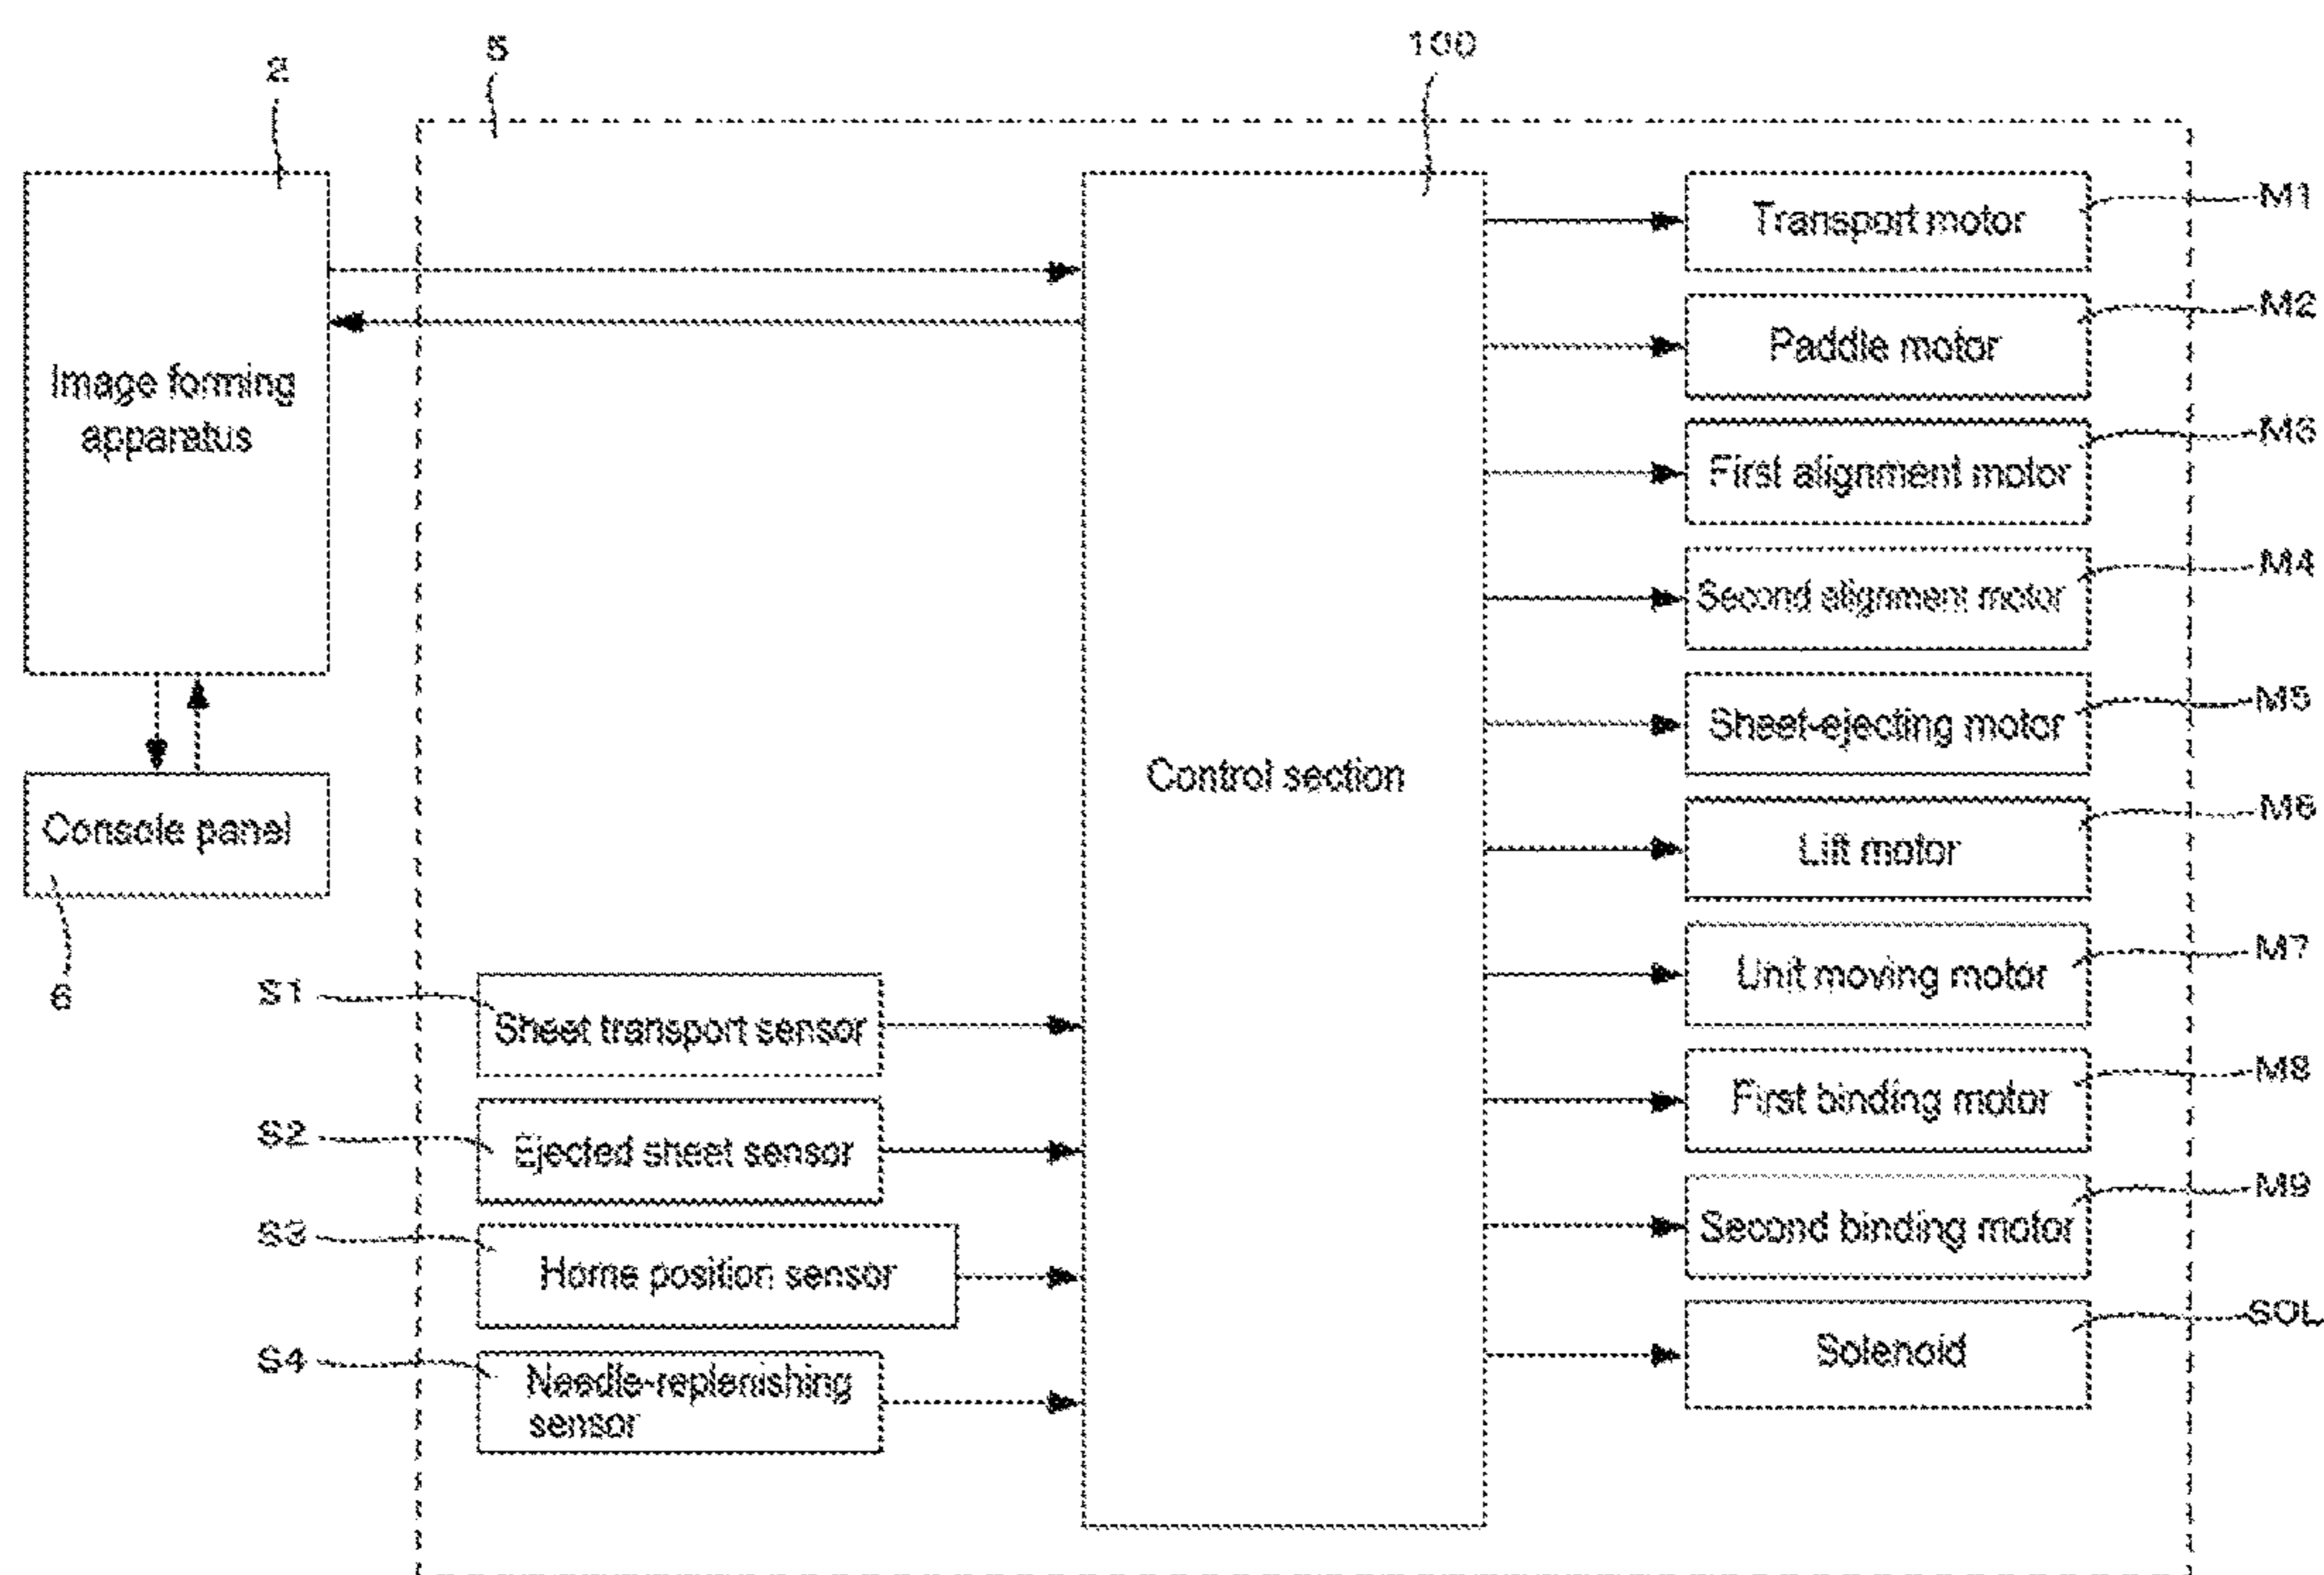 2
5
100
Image forming
apparatus
Console panel
6
Control section
S1
Sheet transport sensor
S2
Ejected sheet sensor
S3
Home position sensor
S4
Needle-replenishing
sensor
Transport motor
M1
Paddle motor
M2
First alignment motor
M3
Second alignment motor
M4
Sheet-ejecting motor
M5
Lift motor
M6
Unit moving motor
M7
First binding motor
M8
Second binding motor
M9
Solenoid
SOL